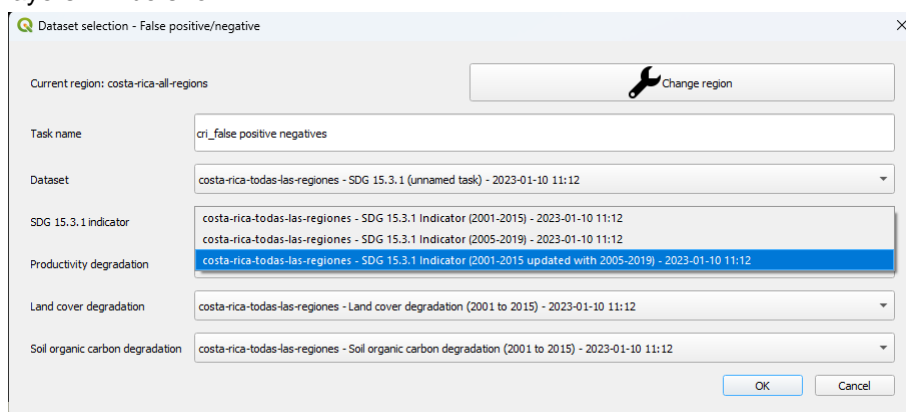 Dataset selection - False positive/negative
Current region: costa-rica-all-regions
Change region
Task name
cri_false positive negatives
Dataset
costa-rica-todas-las-regiones - SDG 15.3.1 (unnamed task) - 2023-01-10 11:12
SDG 15.3.1 indicator
costa-rica-todas-las-regiones - SDG 15.3.1 Indicator (2001-2015) - 2023-01-10 11:12
costa-rica-todas-las-regiones - SDG 15.3.1 Indicator (2005-2019) - 2023-01-10 11:12
Productivity degradation
costa-rica-todas-las-regiones - SDG 15.3.1 Indicator (2001-2015 updated with 2005-2019) - 2023-01-10 11:12
Land cover degradation
costa-rica-todas-las-regiones - Land cover degradation (2001 to 2015) - 2023-01-10 11:12
Soil organic carbon degradation
costa-rica-todas-las-regiones - Soil organic carbon degradation (2001 to 2015) - 2023-01-10 11:12
OK
Cancel